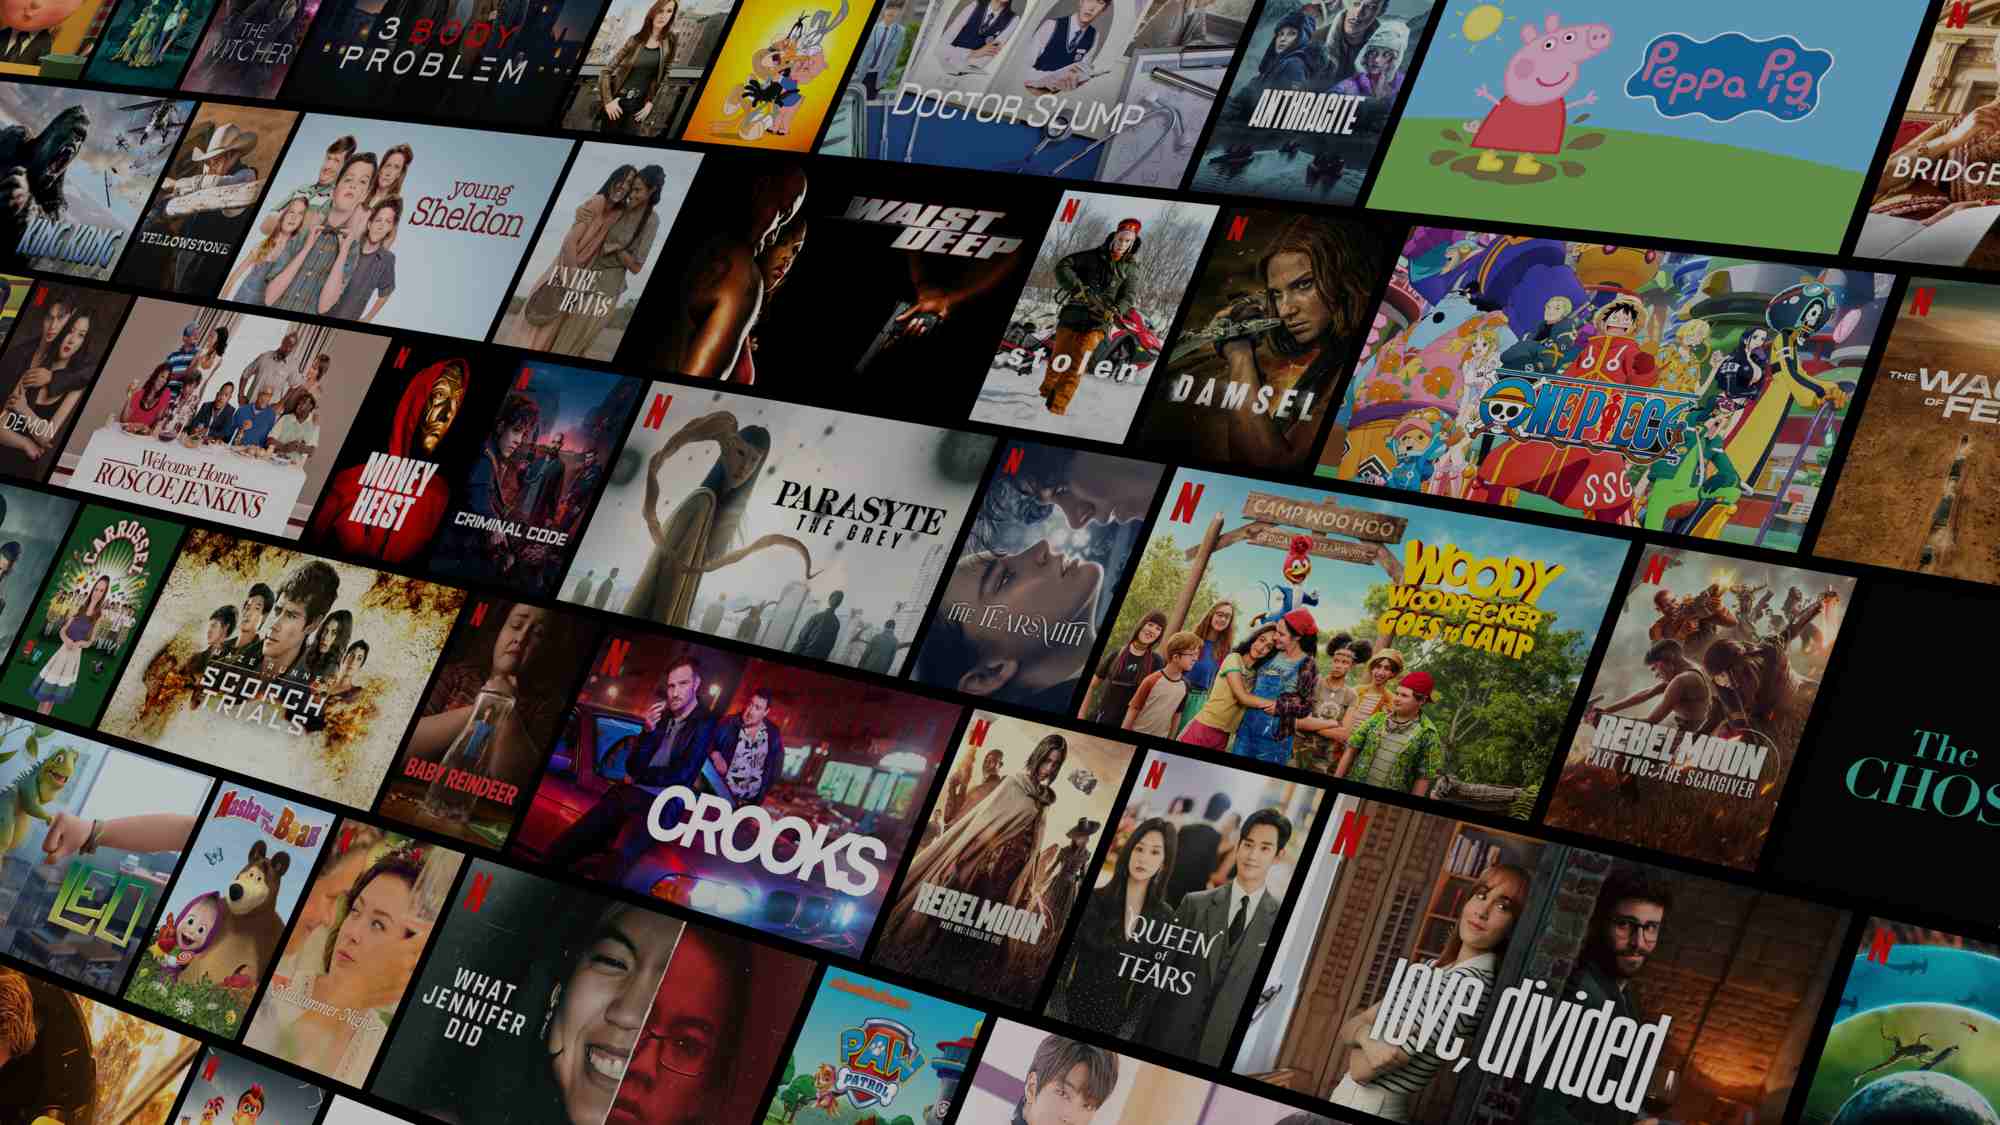 THE
WITCHER
3 BODY
PROBLEM
DOCTOR SLUMP
N
ANTHRACITE
Peppa Pig
N
BRIDGE
KING KONG
YELLOWSTONE
young
Sheldon
ENTRE
IRMÃS
WAIST
DEEP
N
stolen
N
DAMSEL
ONE PIECE
SSG
N
THE WA
OF FE
N
DEMON
Welcome Home
ROSCOE JENKINS
N
MONEY
HEIST
N
CRIMINAL CODE
N
PARASYTE
THE GREY
N
THE TEARSMITH
N
CAMP WOO HOO
WOODY
WOODPECKER
GOES TO CAMP
N
REBEL MOON
PART TWO: THE SCARGIVER
The
CHOS
CARROSSEL
MAZE RUNNER
SCORCH
TRIALS
N
BABY REINDEER
N
CROOKS
N
REBEL MOON
PART ONE: A CHILD OF FIRE
N
QUEEN
of
TEARS
N
love, divided
N
LEO
Masha and The Bear
N
Midsummer Night
N
WHAT
JENNIFER
DID
nickelodeon
PAW
PATROL
N